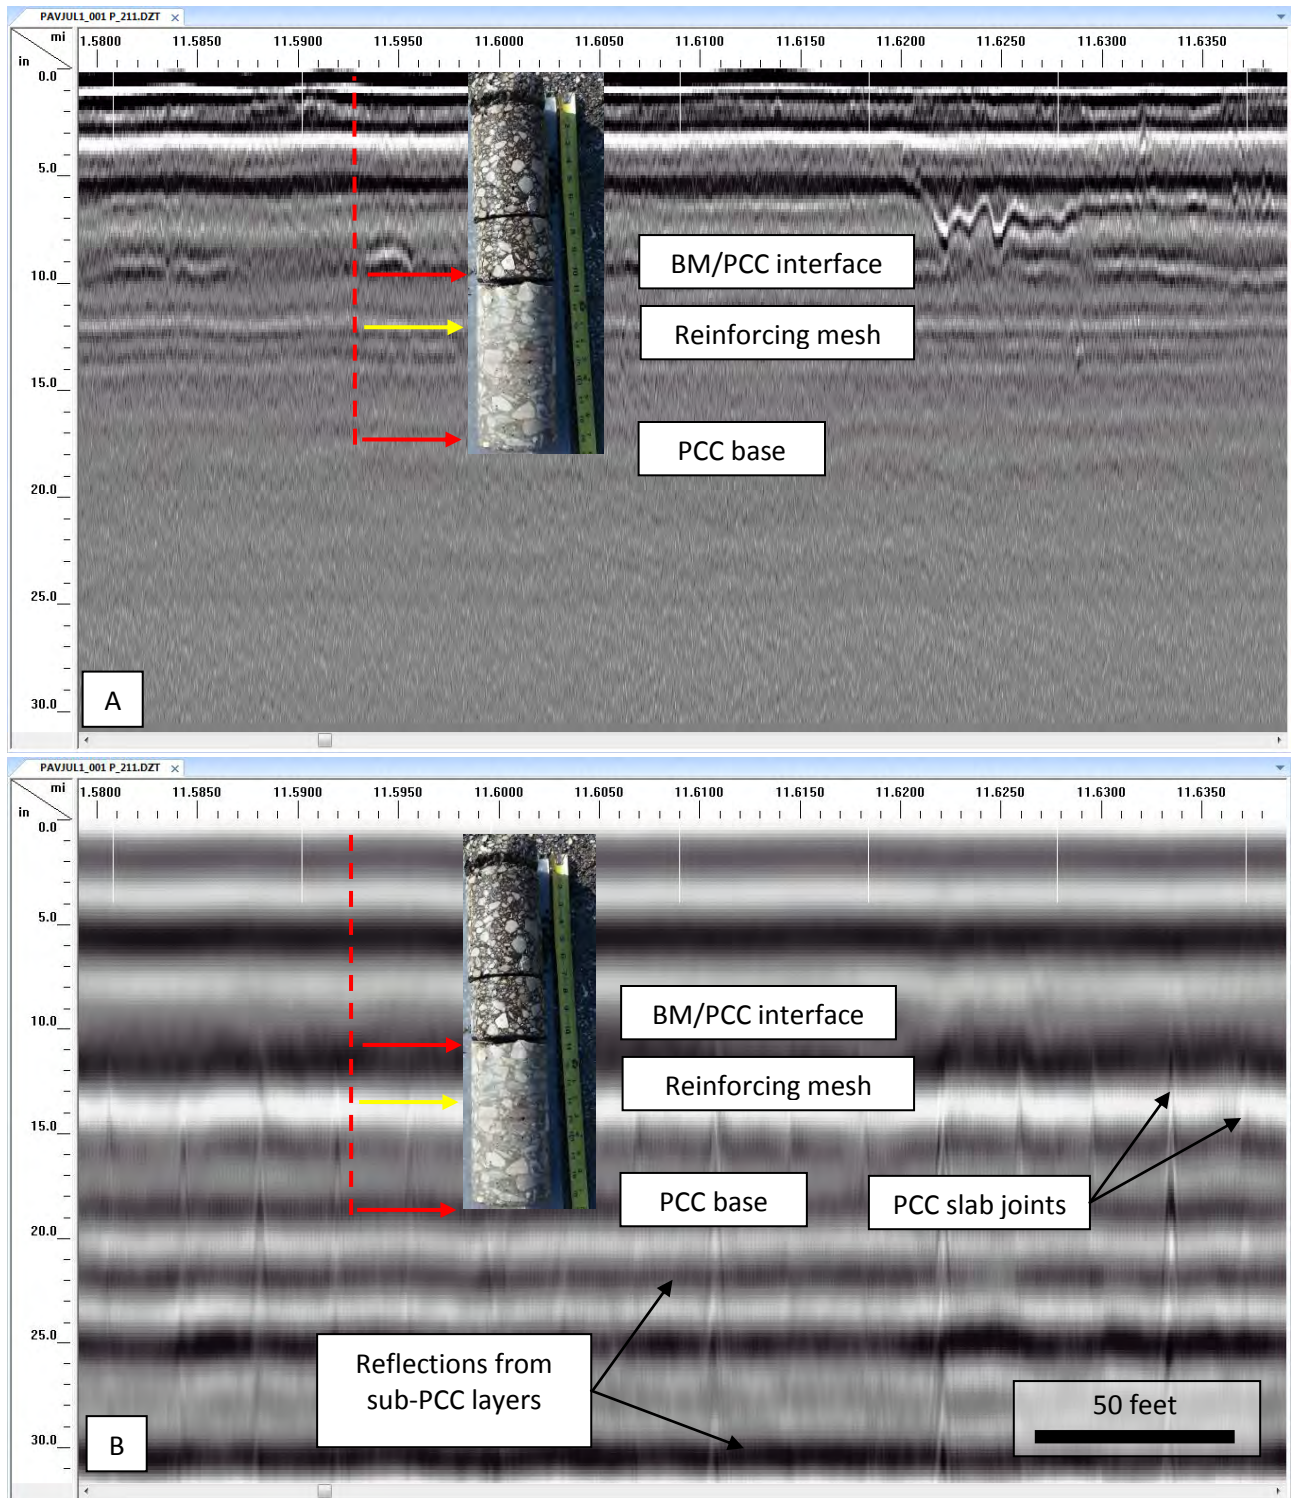 PAVJUL1_001 P_211.DZT
mi
in
1.5800 11.5850 11.5900 11.5950 11.6000 11.6050 11.6100 11.6150 11.6200 11.6250 11.6300 11.6350
0.0
5.0
10.0
15.0
20.0
25.0
30.0
BM/PCC interface
Reinforcing mesh
PCC base
A
PAVJUL1_001 P_211.DZT
mi
in
1.5800 11.5850 11.5900 11.5950 11.6000 11.6050 11.6100 11.6150 11.6200 11.6250 11.6300 11.6350
0.0
5.0
10.0
15.0
20.0
25.0
30.0
BM/PCC interface
Reinforcing mesh
PCC base
PCC slab joints
Reflections from
sub-PCC layers
50 feet
B